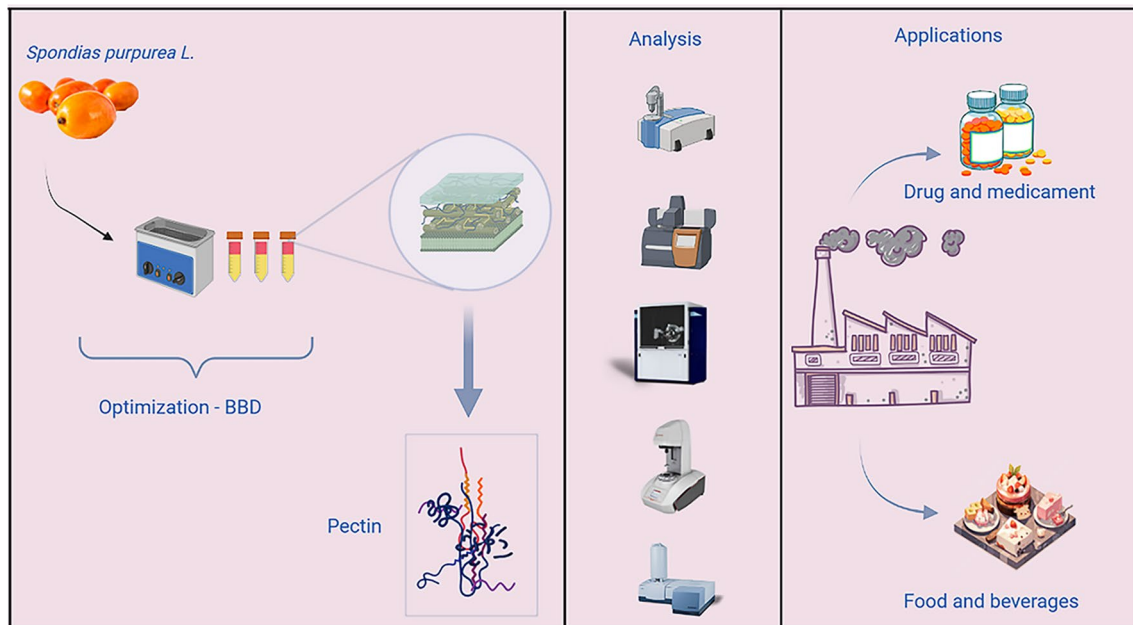 Spondias purpurea L.
Optimization - BBD
Pectin
Analysis
Applications
Drug and medicament
Food and beverages